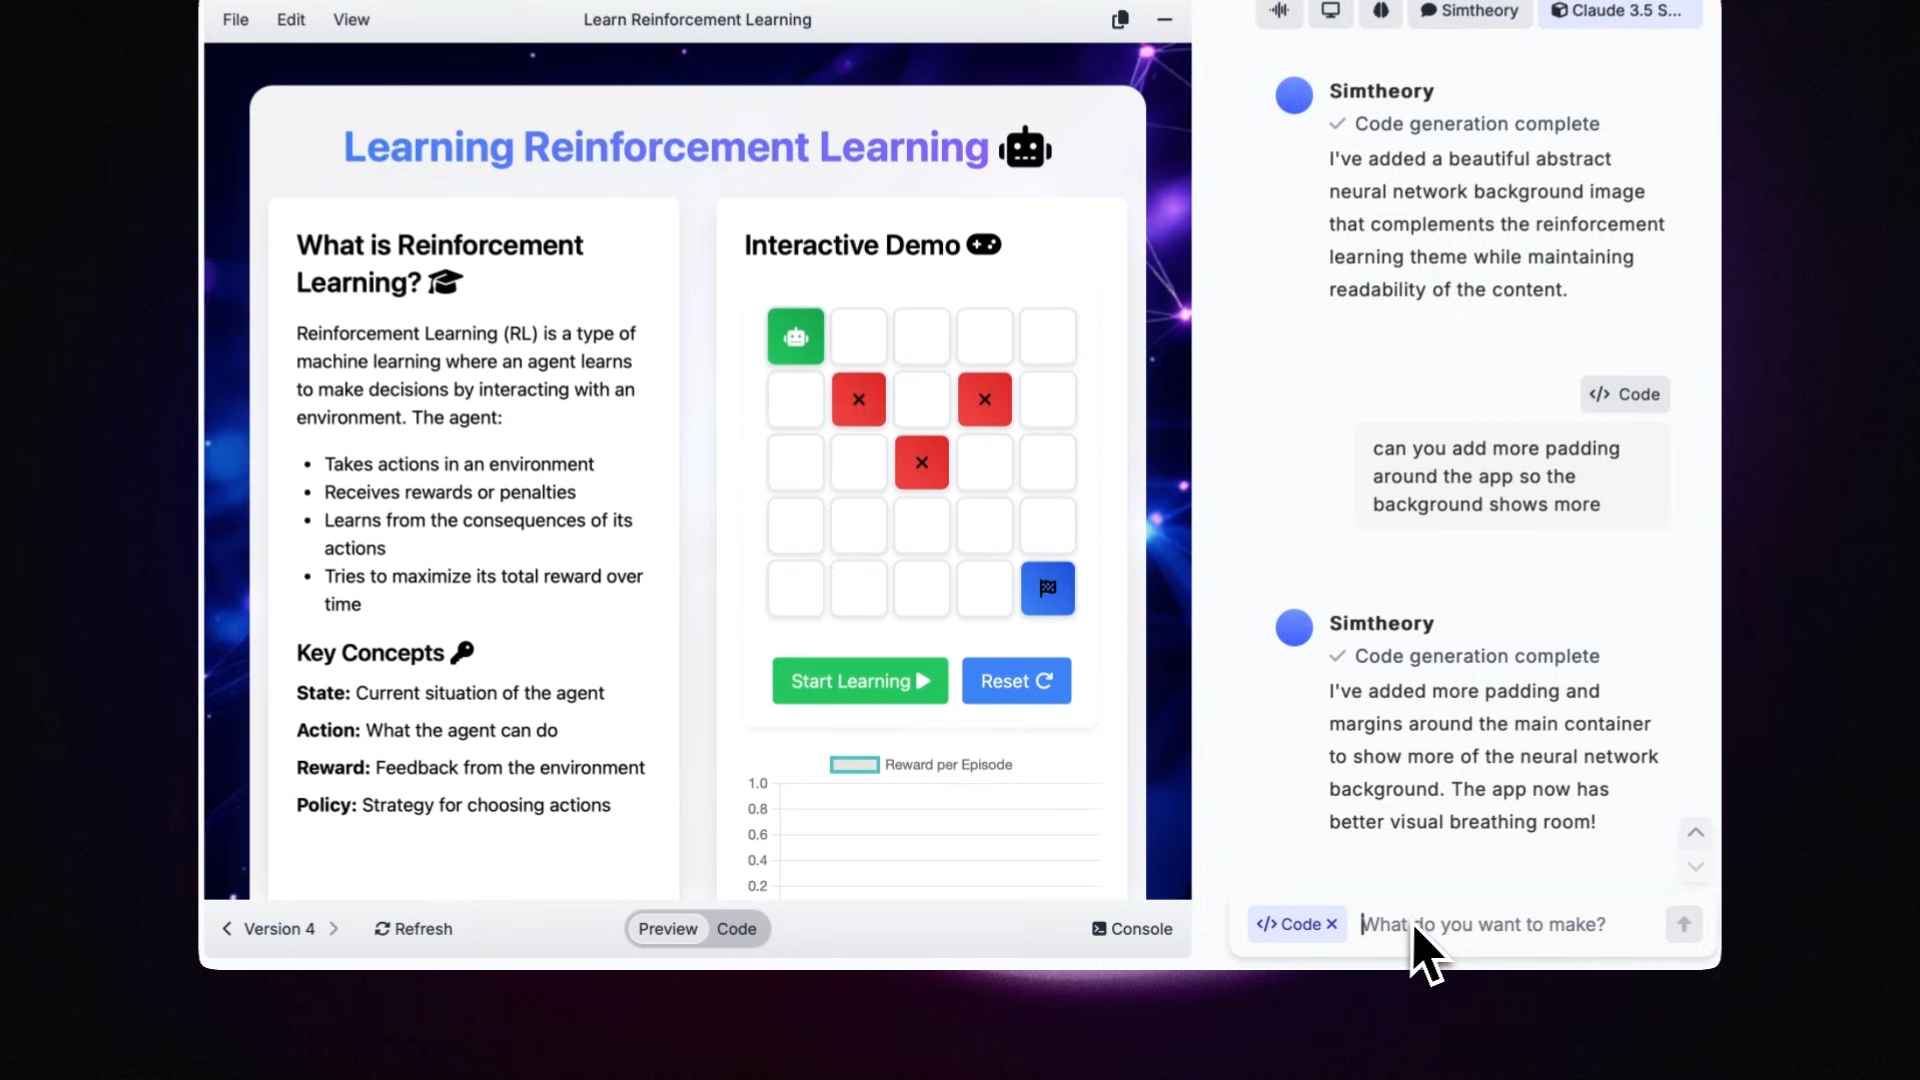 File Edit View
Learn Reinforcement Learning
Learning Reinforcement Learning
What is Reinforcement
Learning?
Reinforcement Learning (RL) is a type of
machine learning where an agent learns
to make decisions by interacting with an
environment. The agent:
• Takes actions in an environment
• Receives rewards or penalties
• Learns from the consequences of its
actions
• Tries to maximize its total reward over
time
Key Concepts
State: Current situation of the agent
Action: What the agent can do
Reward: Feedback from the environment
Policy: Strategy for choosing actions
Interactive Demo
Start Learning
Reset
Reward per Episode
1.0
0.8
0.6
0.4
0.2
Version 4
Refresh
Preview Code
Console
Simtheory
Claude 3.5 S...
Simtheory
Code generation complete
I've added a beautiful abstract
neural network background image
that complements the reinforcement
learning theme while maintaining
readability of the content.
</> Code
can you add more padding
around the app so the
background shows more
Simtheory
Code generation complete
I've added more padding and
margins around the main container
to show more of the neural network
background. The app now has
better visual breathing room!
</> Code ×
What do you want to make?